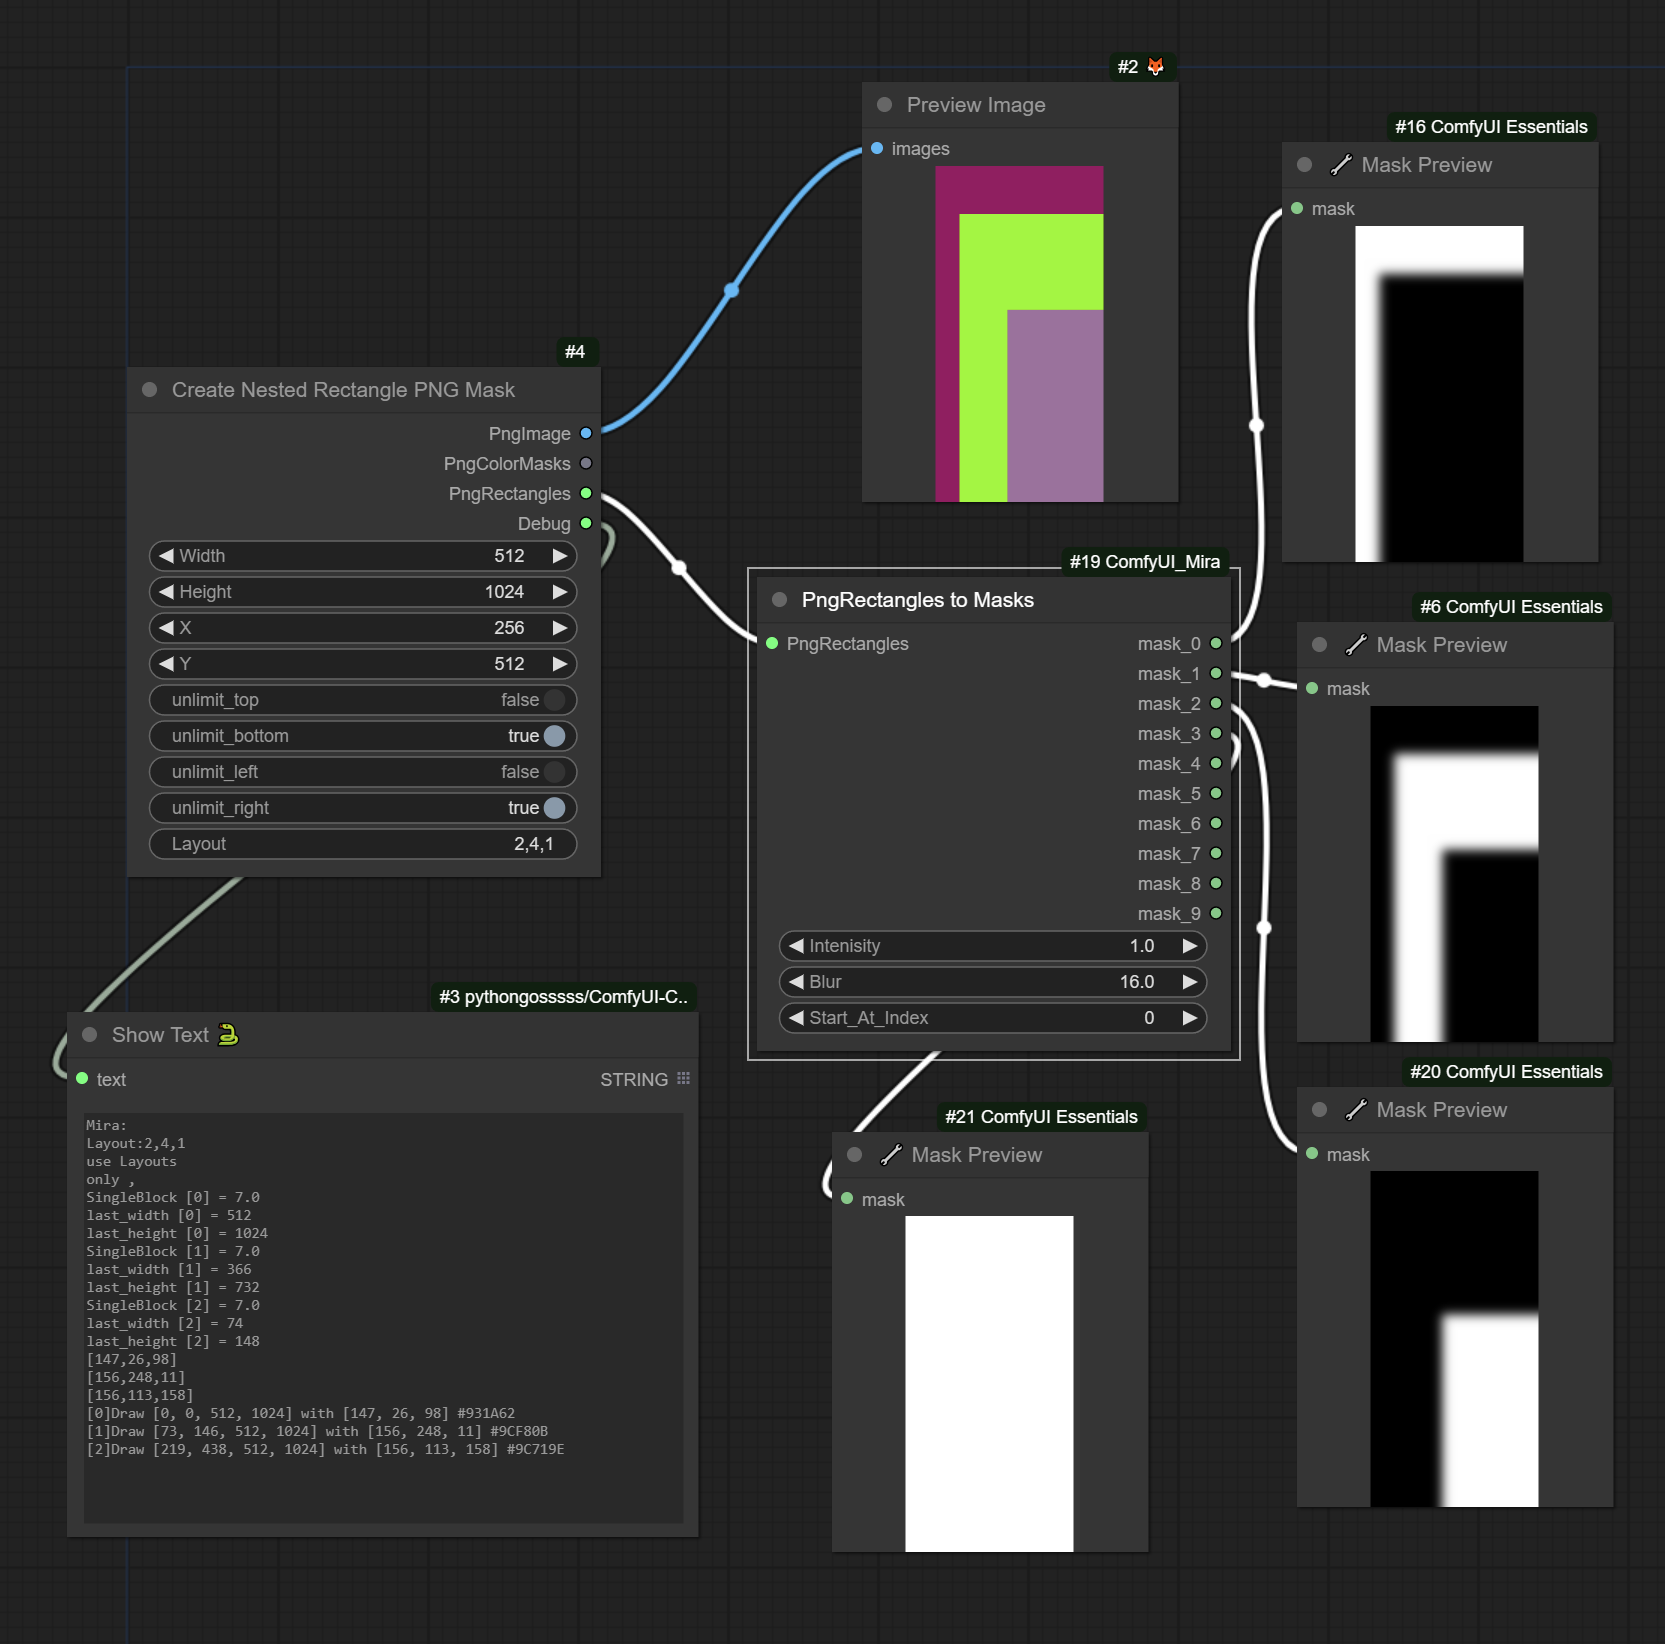 #2
Preview Image
images
#16 ComfyUI Essentials
Mask Preview
mask
#4
Create Nested Rectangle PNG Mask
PngImage
PngColorMasks
PngRectangles
Debug
Width 512
Height 1024
X 256
Y 512
unlimit_top false
unlimit_bottom true
unlimit_left false
unlimit_right true
Layout 2,4,1
#19 ComfyUI_Mira
PngRectangles to Masks
PngRectangles mask_0
mask_1
mask_2
mask_3
mask_4
mask_5
mask_6
mask_7
mask_8
mask_9
Intenisity 1.0
Blur 16.0
Start_At_Index 0
#6 ComfyUI Essentials
Mask Preview
mask
#3 pythongosssss/ComfyUI-C..
Show Text
text STRING
Mira:
Layout:2,4,1
use Layouts
only ,
SingleBlock [0] = 7.0
last_width [0] = 512
last_height [0] = 1024
SingleBlock [1] = 7.0
last_width [1] = 366
last_height [1] = 732
SingleBlock [2] = 7.0
last_width [2] = 74
last_height [2] = 148
[147,26,98]
[156,248,11]
[156,113,158]
[0]Draw [0, 0, 512, 1024] with [147, 26, 98] #931A62
[1]Draw [73, 146, 512, 1024] with [156, 248, 11] #9CF80B
[2]Draw [219, 438, 512, 1024] with [156, 113, 158] #9C719E
#21 ComfyUI Essentials
Mask Preview
mask
#20 ComfyUI Essentials
Mask Preview
mask